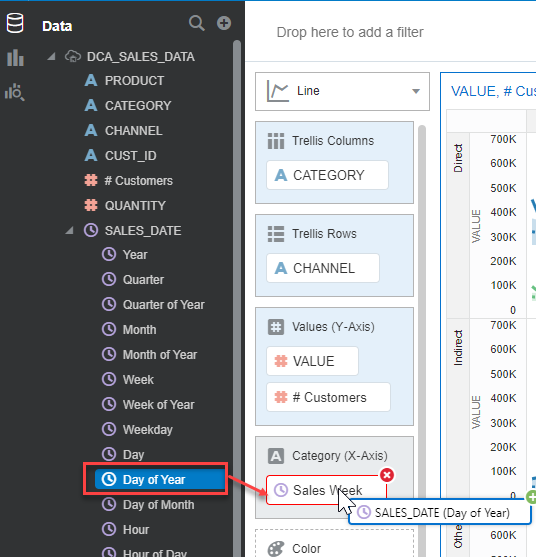 Data
DCA_SALES_DATA
A PRODUCT
A CATEGORY
A CHANNEL
A CUST_ID
# # Customers
# QUANTITY
SALES_DATE
Year
Quarter
Quarter of Year
Month
Month of Year
Week
Week of Year
Weekday
Day
Day of Year
Day of Month
Hour
Hour of Day
Drop here to add a filter
Line
Trellis Columns
A CATEGORY
Trellis Rows
A CHANNEL
# Values (Y-Axis)
# VALUE
# # Customers
A Category (X-Axis)
Sales Week
SALES_DATE (Day of Year)
Color
VALUE, # Cus
Direct
VALUE
700K
600K
500K
400K
300K
200K
100K
0
Indirect
VALUE
700K
600K
500K
400K
300K
200K
100K
0
Othe
700K
600K